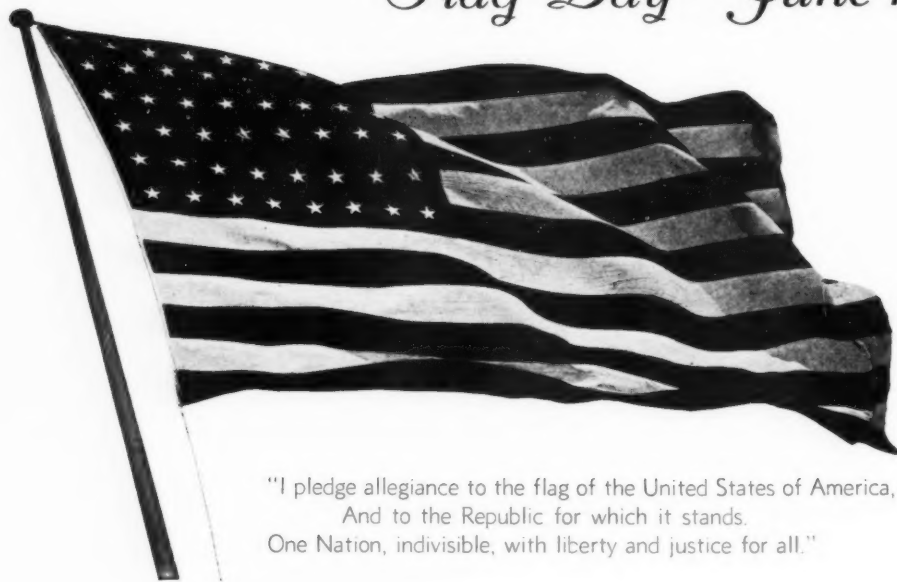 Flag Day June
"I pledge allegiance to the flag of the United States of America,
And to the Republic for which it stands.
One Nation, indivisible, with liberty and justice for all."